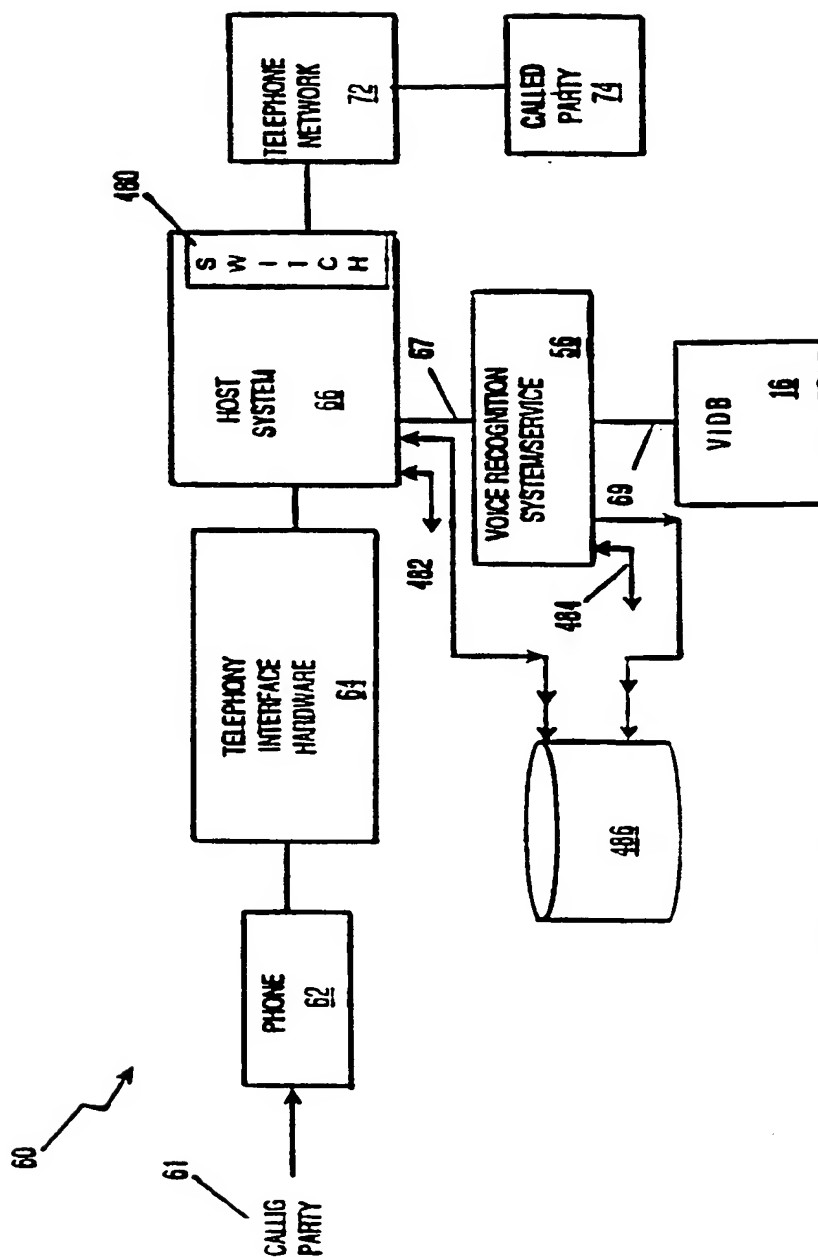 60
61
CALLIG
PARTY
PHONE
62
TELEPHONY
INTERFACE
HARDWARE
64
HOST
SYSTEM
66
S
W
I
T
C
H
480
TELEPHONE
NETWORK
72
CALLED
PARTY
74
67
482
VOICE RECOGNITION
SYSTEM/SERVICE
56
484
69
486
VIDB
16